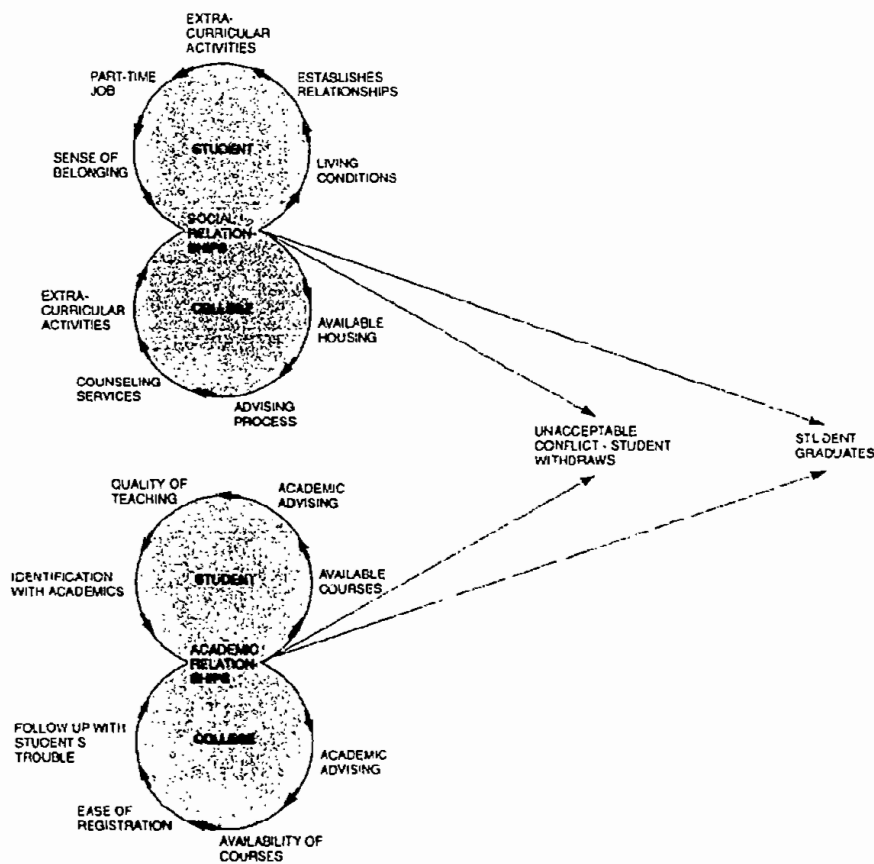 EXTRA-
CURRICULAR
ACTIVITIES
PART-TIME
JOB
ESTABLISHES
RELATIONSHIPS
STUDENT
SENSE OF
BELONGING
LIVING
CONDITIONS
SOCIAL
RELATION-
SHIPS
EXTRA-
CURRICULAR
ACTIVITIES
COLLEGE
AVAILABLE
HOUSING
COUNSELING
SERVICES
ADVISING
PROCESS
UNACCEPTABLE
CONFLICT - STUDENT
WITHDRAWS
STUDENT
GRADUATES
QUALITY OF
TEACHING
ACADEMIC
ADVISING
IDENTIFICATION
WITH ACADEMICS
STUDENT
AVAILABLE
COURSES
ACADEMIC
RELATION-
SHIPS
FOLLOW UP WITH
STUDENT S
TROUBLE
COLLEGE
ACADEMIC
ADVISING
EASE OF
REGISTRATION
AVAILABILITY OF
COURSES